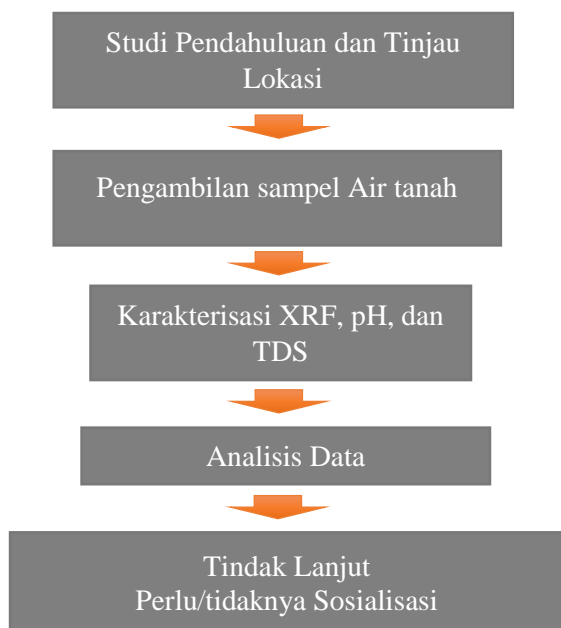 Studi Pendahuluan dan Tinjau
Lokasi
Pengambilan sampel Air tanah
Karakterisasi XRF, pH, dan
TDS
Analisis Data
Tindak Lanjut
Perlu/tidaknya Sosialisasi